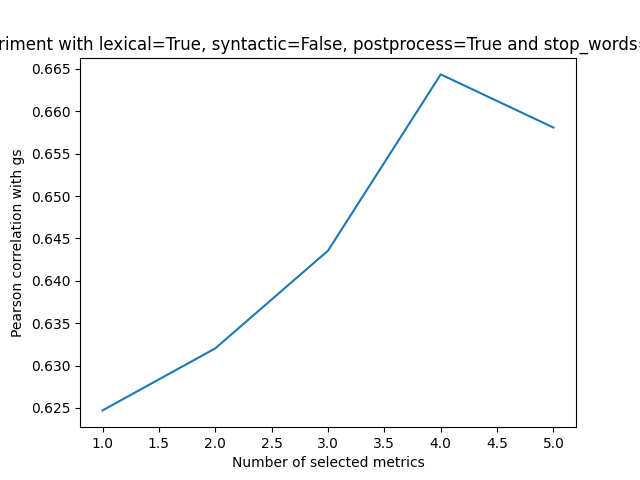 riment with lexical=True, syntactic=False, postprocess=True and stop_words=
0.665
0.660
0.655
0.650
0.645
0.640
0.635
0.630
0.625
Pearson correlation with gs
1.0 1.5 2.0 2.5 3.0 3.5 4.0 4.5 5.0
Number of selected metrics